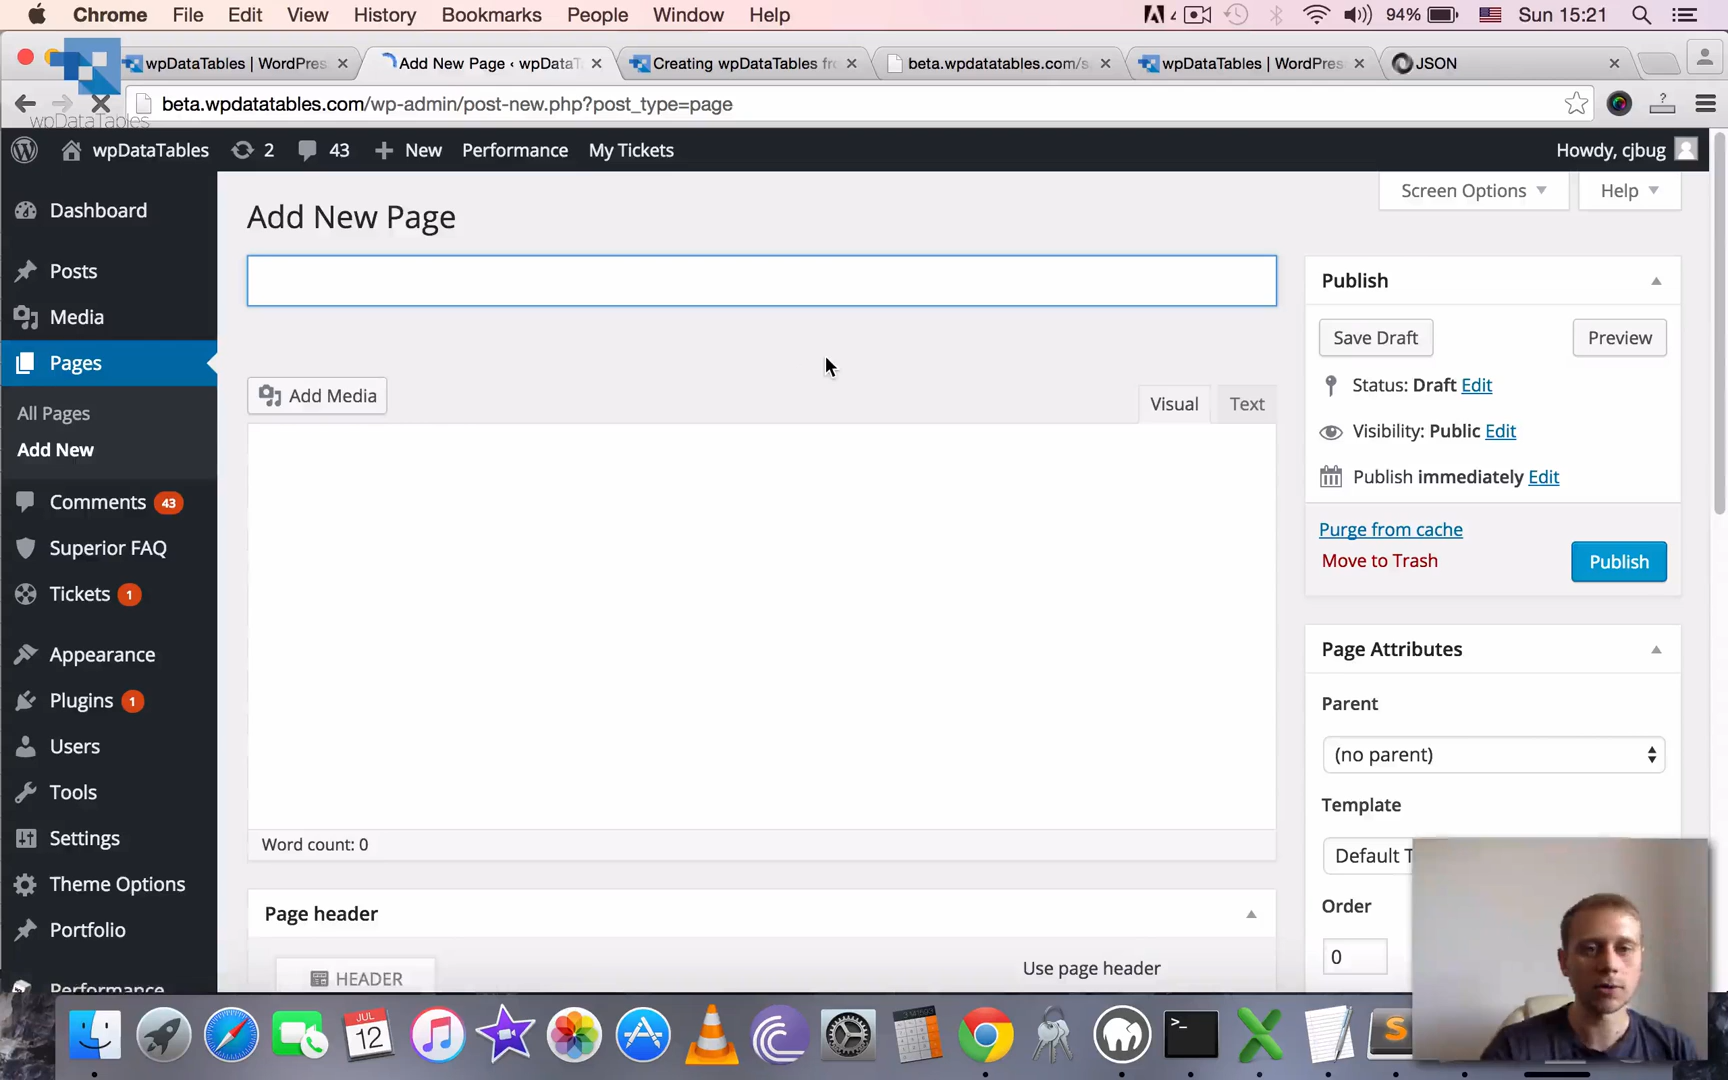 Chrome File Edit View History Bookmarks People Window Help 4 94% Sun 15:21
wpDataTables | WordPres Add New Page ‹ wpDataT Creating wpDataTables fr beta.wpdatatables.com/s wpDataTables | WordPres JSON
beta.wpdatatables.com/wp-admin/post-new.php?post_type=page
wpDataTables
wpDataTables 2 43 New Performance My Tickets Howdy, cjbug
Screen Options Help
Dashboard
Posts
Media
Pages
All Pages
Add New
Comments 43
Superior FAQ
Tickets 1
Appearance
Plugins 1
Users
Tools
Settings
Theme Options
Portfolio
Performance
Add New Page
Add Media
Visual Text
Word count: 0
Page header
HEADER
Use page header
Publish
Save Draft Preview
Status: Draft Edit
Visibility: Public Edit
Publish immediately Edit
Purge from cache
Move to Trash
Publish
Page Attributes
Parent
(no parent)
Template
Default T
Order
0
JUL
12